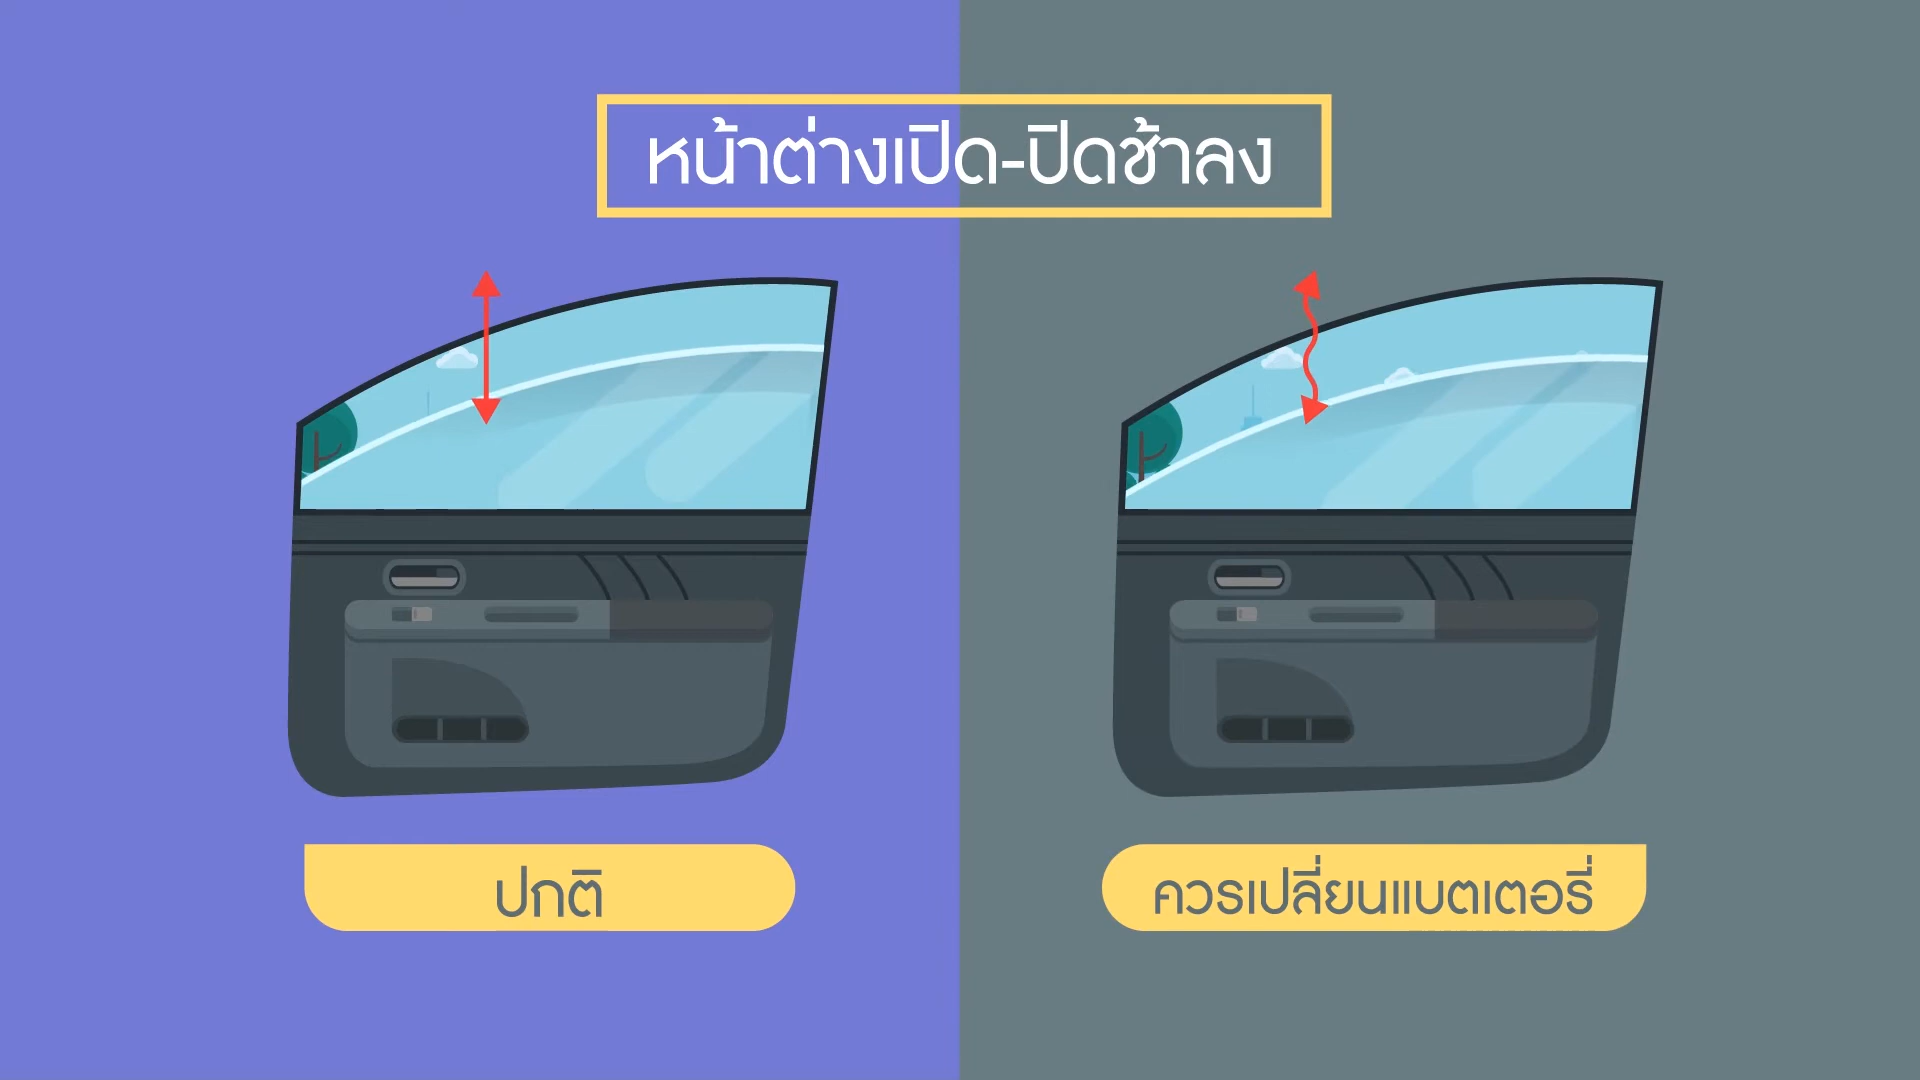 หน้าต่างเปิด-ปิดช้าลง
ปกติ
ควรเปลี่ยนแบตเตอรี่